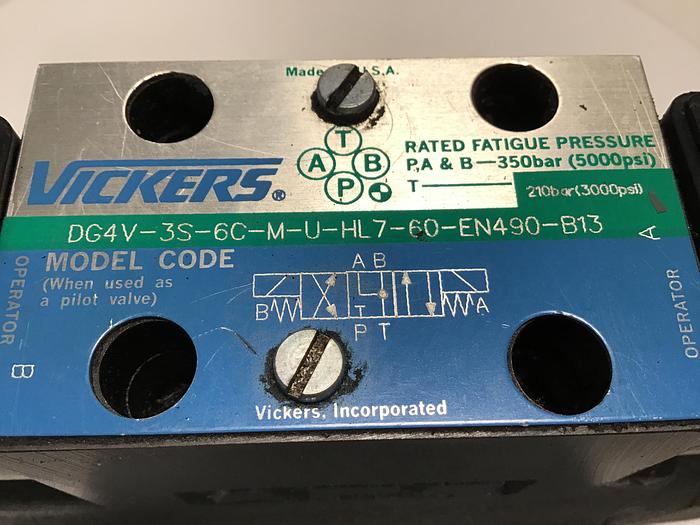 Made U.S.A.
T
A B
P
VICKERS®
RATED FATIGUE PRESSURE
P,A & B—350bar (5000psi)
T— 210bar(3000psi)
DG4V-3S-6C-M-U-HL7-60-EN490-B13
MODEL CODE
(When used as
a pilot valve)
OPERATOR B
A B
B T A
P T
A OPERATOR
Vickers, Incorporated